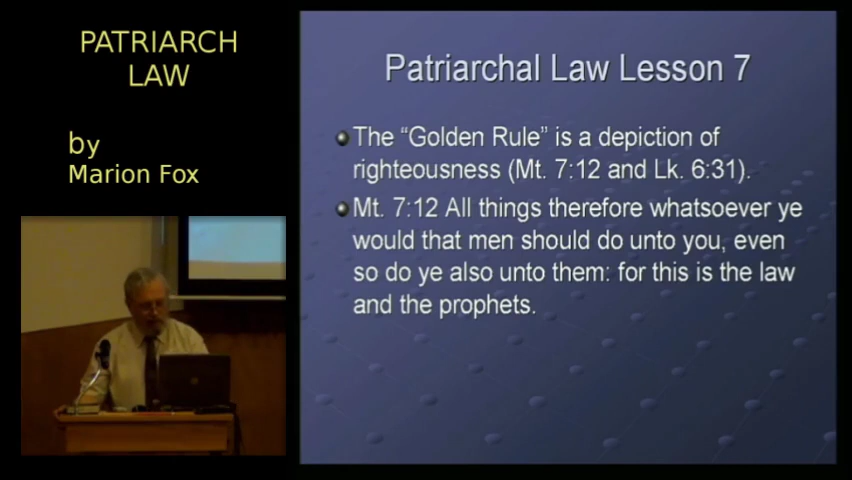 PATRIARCH
LAW
by
Marion Fox
Patriarchal Law Lesson 7
The “Golden Rule” is a depiction of
righteousness (Mt. 7:12 and Lk. 6:31).
Mt. 7:12 All things therefore whatsoever ye
would that men should do unto you, even
so do ye also unto them: for this is the law
and the prophets.